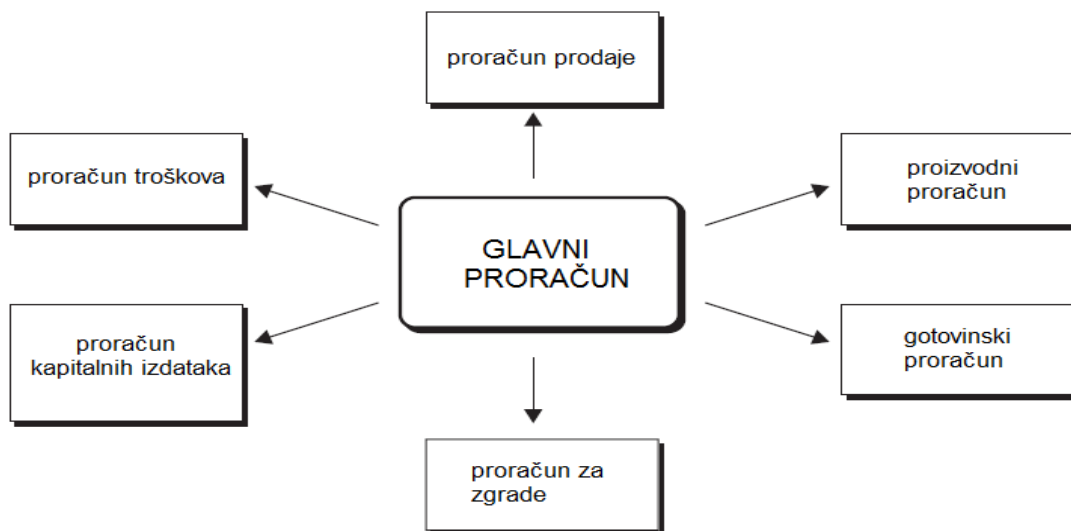 proračun prodaje
proračun troškova
proizvodni
proračun
GLAVNI
PRORAČUN
proračun
kapitalnih izdataka
gotovinski
proračun
proračun za
zgrade